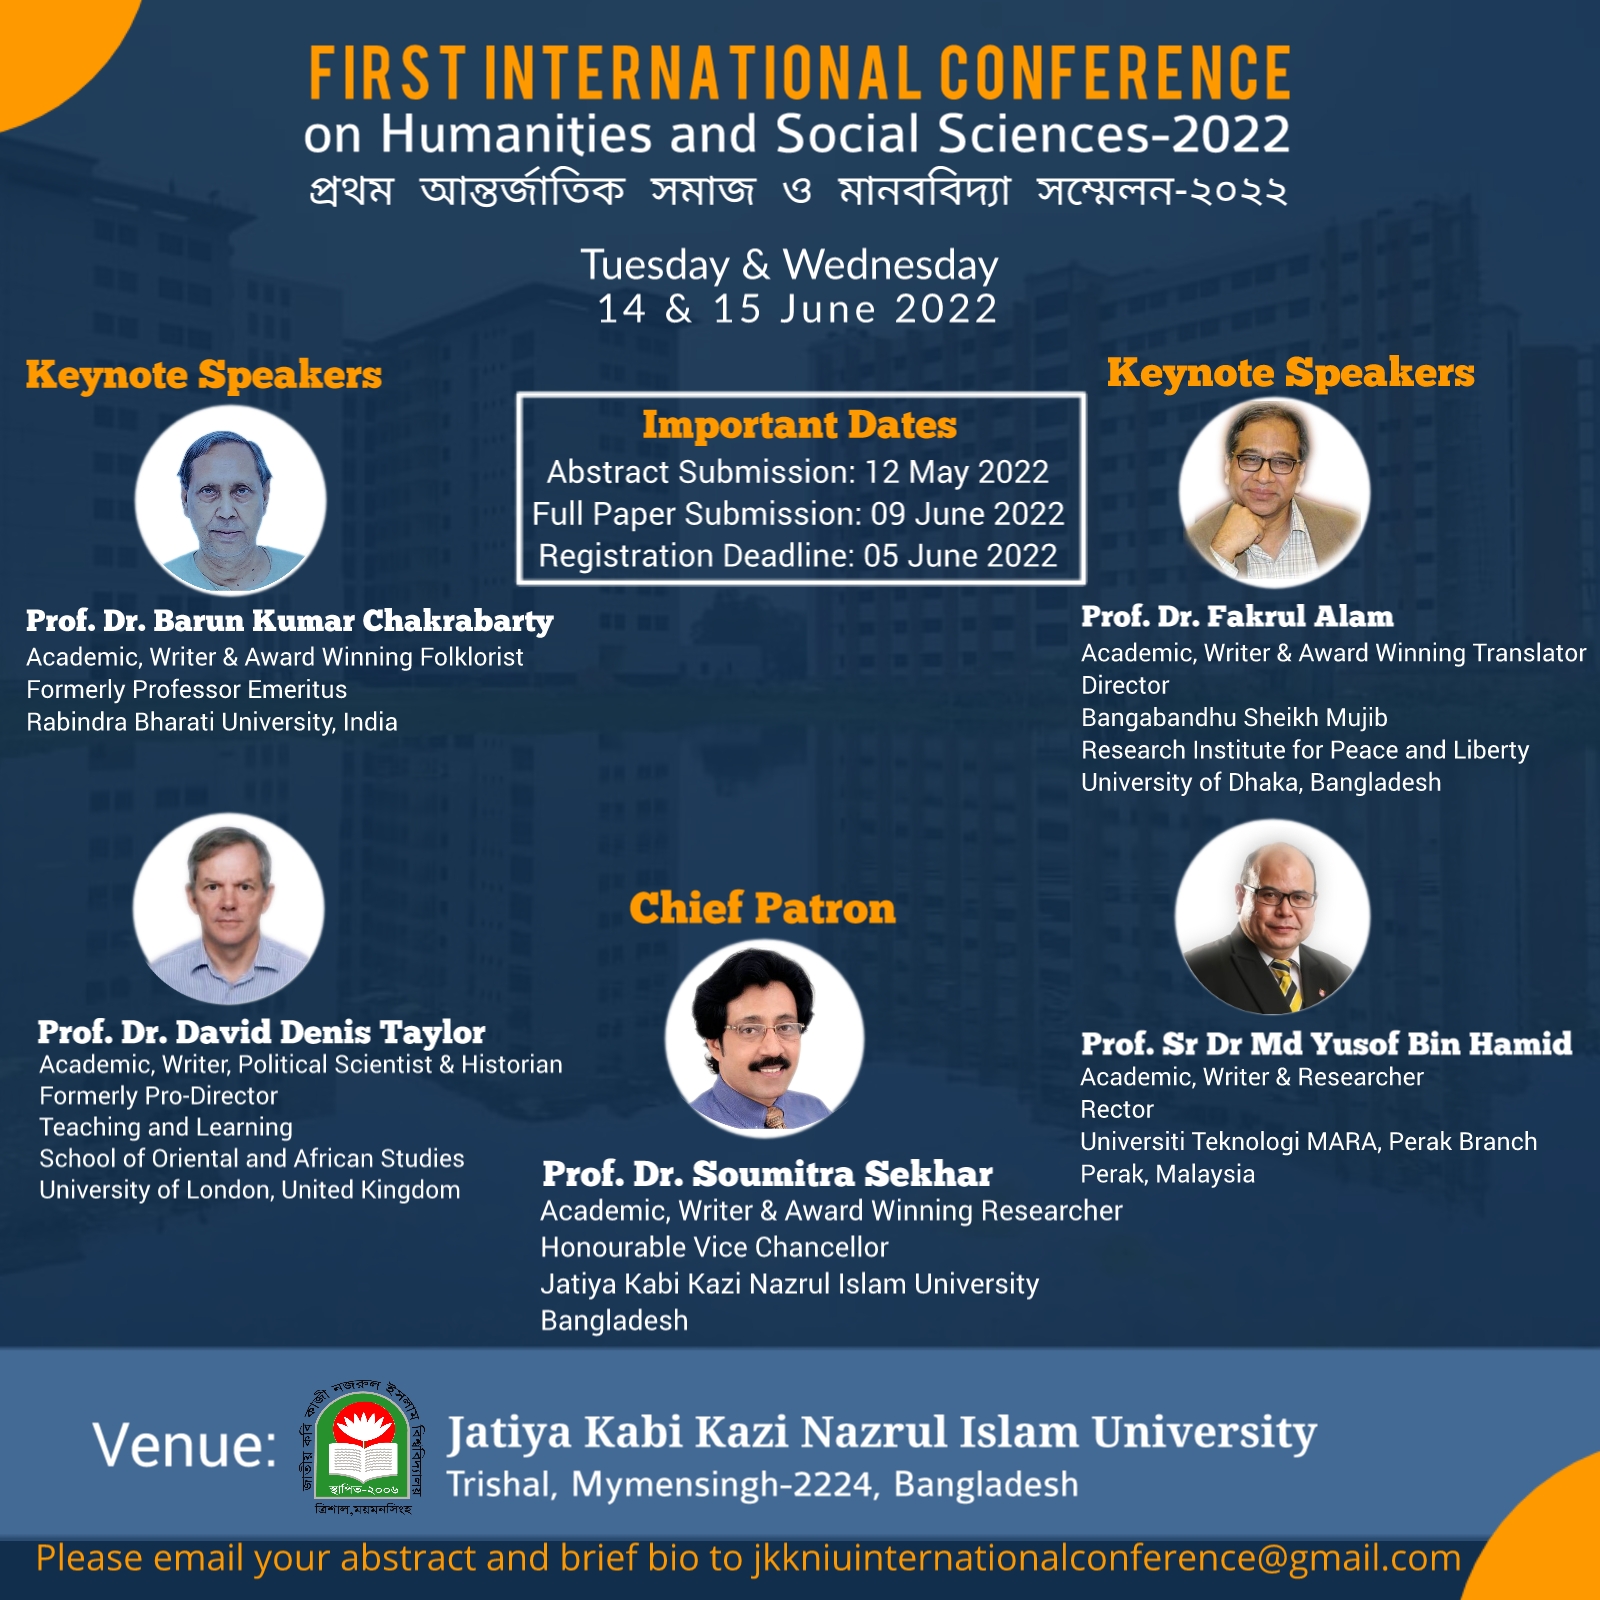 FIRST INTERNATIONAL CONFERENCE
on Humanities and Social Sciences-2022
প্রথম আন্তর্জাতিক সমাজ ও মানববিদ্যা সম্মেলন-২০২২
Tuesday & Wednesday
14 & 15 June 2022
Keynote Speakers
Prof. Dr. Barun Kumar Chakrabarty
Academic, Writer & Award Winning Folklorist
Formerly Professor Emeritus
Rabindra Bharati University, India
Important Dates
Abstract Submission: 12 May 2022
Full Paper Submission: 09 June 2022
Registration Deadline: 05 June 2022
Keynote Speakers
Prof. Dr. Fakrul Alam
Academic, Writer & Award Winning Translator
Director
Bangabandhu Sheikh Mujib
Research Institute for Peace and Liberty
University of Dhaka, Bangladesh
Prof. Dr. David Denis Taylor
Academic, Writer, Political Scientist & Historian
Formerly Pro-Director
Teaching and Learning
School of Oriental and African Studies
University of London, United Kingdom
Chief Patron
Prof. Dr. Soumitra Sekhar
Academic, Writer & Award Winning Researcher
Honourable Vice Chancellor
Jatiya Kabi Kazi Nazrul Islam University
Bangladesh
Prof. Sr Dr Md Yusof Bin Hamid
Academic, Writer & Researcher
Rector
Universiti Teknologi MARA, Perak Branch
Perak, Malaysia
Venue:
জাতীয় কবি কাজী নজরুল ইসলাম বিশ্ববিদ্যালয়
স্থাপিত-২০০৬
ত্রিশাল,ময়মনসিংহ
Jatiya Kabi Kazi Nazrul Islam University
Trishal, Mymensingh-2224, Bangladesh
Please email your abstract and brief bio to jkkniuinternationalconference@gmail.com